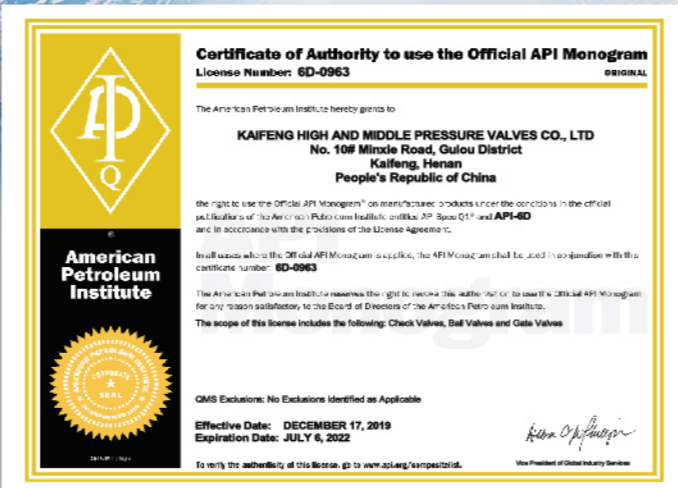 Certificate of Authority to use the Official API Monogram
License Number: 6D-0963
ORIGINAL
The American Petroleum Institute hereby grants to
KAIFENG HIGH AND MIDDLE PRESSURE VALVES CO., LTD
No. 10# Minxie Road, Gulou District
Kaifeng, Henan
People's Republic of China
the right to use the Official API Monogram® on manufactured products under the conditions in the official
publications of the American Petroleum Institute entitled API Spec Q1® and API-6D
and in accordance with the provisions of the License Agreement.
In all cases where the Official API Monogram is applied, the API Monogram shall be used in conjunction with this
certificate number: 6D-0963
The American Petroleum Institute reserves the right to revoke this authorization to use the Official API Monogram
for any reason satisfactory to the Board of Directors of the American Petroleum Institute.
The scope of this license includes the following: Check Valves, Ball Valves and Gate Valves
QMS Exclusions: No Exclusions Identified as Applicable
Effective Date: DECEMBER 17, 2019
Expiration Date: JULY 6, 2022
To verify the authenticity of this license, go to www.api.org/compositelist.
Vice President of Global Industry Services
API
Q
®
American
Petroleum
Institute
AMERICAN PETROLEUM INSTITUTE
CORPORATE
SEAL
API
Monogram